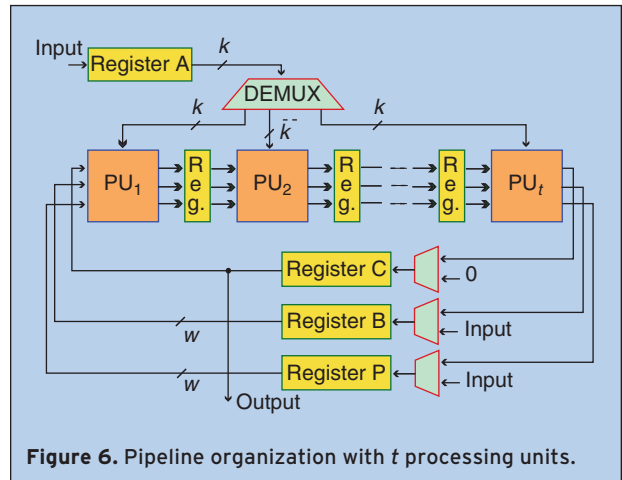 Input
Register A
k
DEMUX
k
k
k
PU1
R
e
g.
PU2
R
e
g.
R
e
g.
PUt
Register C
0
Register B
Input
w
Register P
Input
w
Output
Figure 6. Pipeline organization with t processing units.